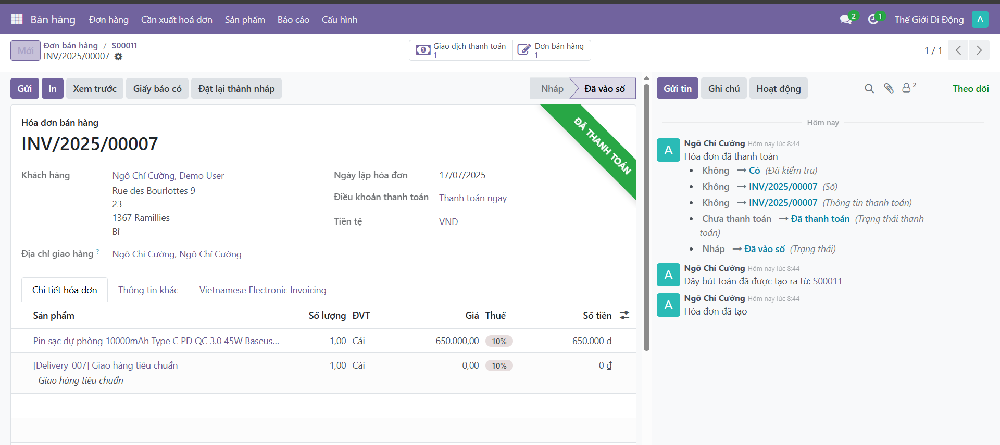 Bán hàng Đơn hàng Cần xuất hoá đơn Sản phẩm Báo cáo Cấu hình 2 1 Thế Giới Di Động A
Mới Đơn bán hàng / S00011
INV/2025/00007
Giao dịch thanh toán
1
Đơn bán hàng
1
1 / 1
Gửi In Xem trước Giấy báo có Đặt lại thành nháp Nháp Đã vào sổ
ĐÃ THANH TOÁN
Hóa đơn bán hàng
INV/2025/00007
Khách hàng Ngô Chí Cường, Demo User
Rue des Bourlottes 9
23
1367 Ramillies
Bỉ
Địa chỉ giao hàng ? Ngô Chí Cường, Ngô Chí Cường
Ngày lập hóa đơn 17/07/2025
Điều khoản thanh toán Thanh toán ngay
Tiền tệ VND
Chi tiết hóa đơn Thông tin khác Vietnamese Electronic Invoicing
Sản phẩm Số lượng ĐVT Giá Thuế Số tiền
Pin sạc dự phòng 10000mAh Type C PD QC 3.0 45W Baseus... 1,00 Cái 650.000,00 10% 650.000 ₫
[Delivery_007] Giao hàng tiêu chuẩn 1,00 Cái 0,00 10% 0 ₫
Giao hàng tiêu chuẩn
Gửi tin Ghi chú Hoạt động 2 Theo dõi
Hôm nay
A Ngô Chí Cường Hôm nay lúc 8:44
Hóa đơn đã thanh toán
• Không → Có (Đã kiểm tra)
• Không → INV/2025/00007 (Số)
• Không → INV/2025/00007 (Thông tin thanh toán)
• Chưa thanh toán → Đã thanh toán (Trạng thái thanh
toán)
• Nháp → Đã vào sổ (Trạng thái)
A Ngô Chí Cường Hôm nay lúc 8:44
Đây bút toán đã được tạo ra từ: S00011
A Ngô Chí Cường Hôm nay lúc 8:44
Hóa đơn đã tạo